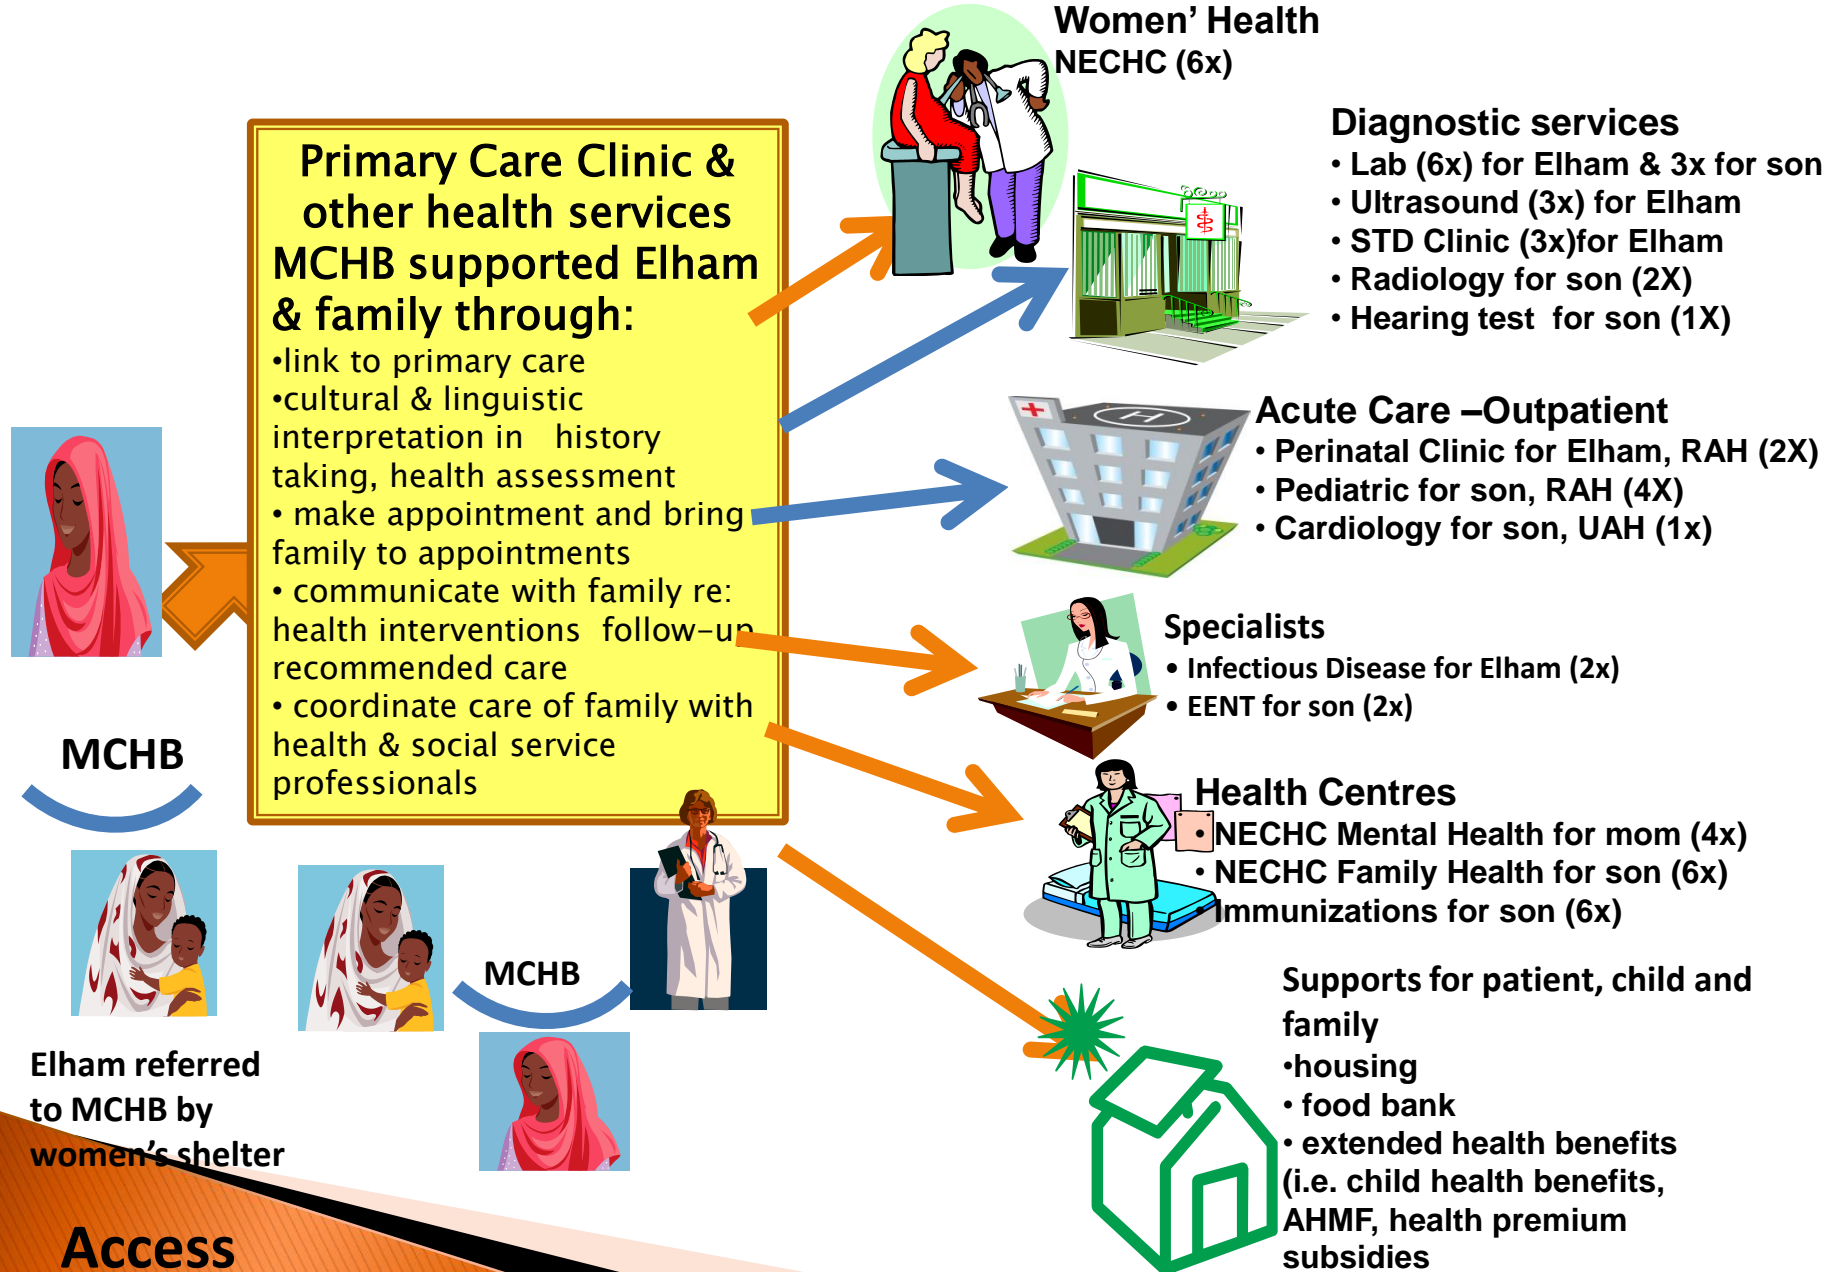 Women’ Health
NECHC (6x)
Diagnostic services
• Lab (6x) for Elham & 3x for son
• Ultrasound (3x) for Elham
• STD Clinic (3x)for Elham
• Radiology for son (2X)
• Hearing test for son (1X)
Primary Care Clinic &
other health services
MCHB supported Elham
& family through:
•link to primary care
•cultural & linguistic
interpretation in history
taking, health assessment
• make appointment and bring
family to appointments
• communicate with family re:
health interventions follow-up
recommended care
• coordinate care of family with
health & social service
professionals
H
Acute Care –Outpatient
• Perinatal Clinic for Elham, RAH (2X)
• Pediatric for son, RAH (4X)
• Cardiology for son, UAH (1x)
Specialists
• Infectious Disease for Elham (2x)
• EENT for son (2x)
Health Centres
• NECHC Mental Health for mom (4x)
• NECHC Family Health for son (6x)
• Immunizations for son (6x)
MCHB
MCHB
Elham referred
to MCHB by
women’s shelter
Supports for patient, child and
family
•housing
• food bank
• extended health benefits
(i.e. child health benefits,
AHMF, health premium
subsidies
Access